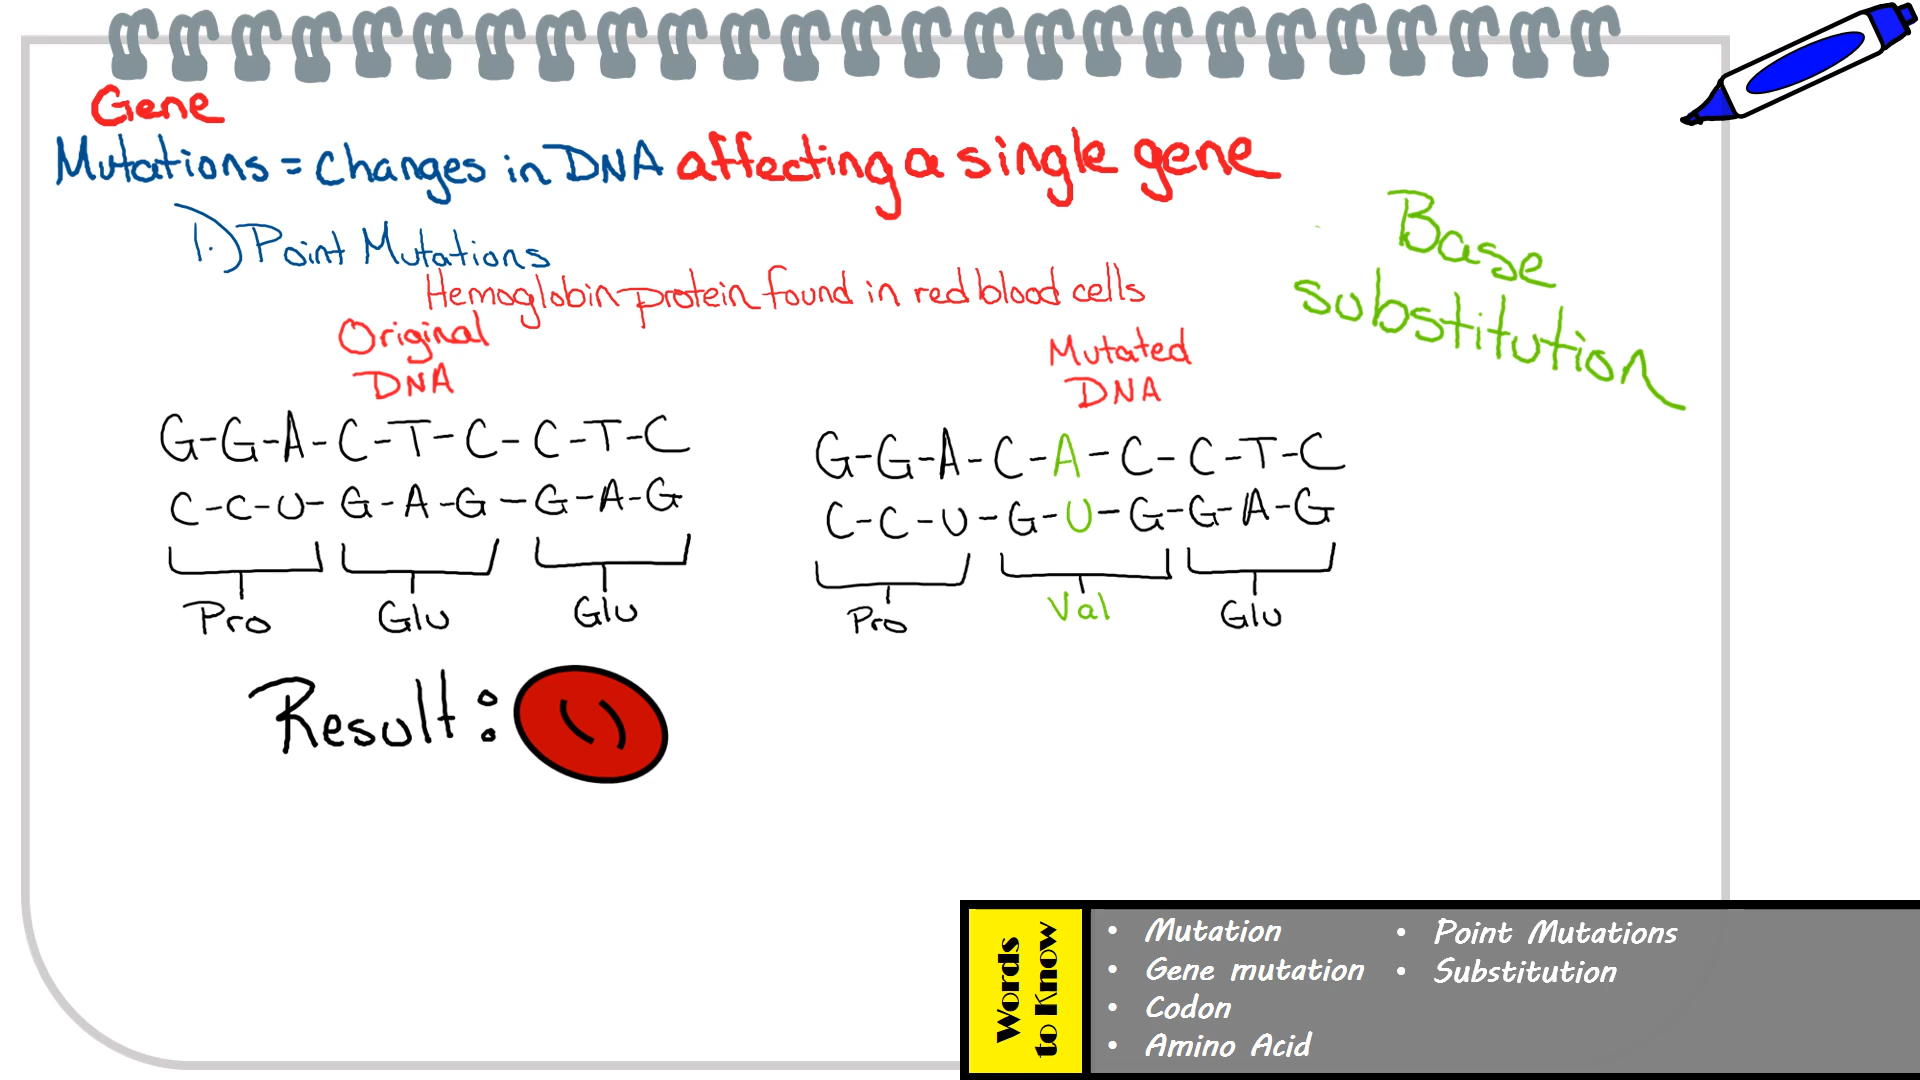 Gene
Mutations = changes in DNA affecting a single gene
1.) Point Mutations
Base
substitution
Hemoglobin protein found in red blood cells
Original
DNA
G-G-A-C-T-C-C-T-C
C-C-U-G-A-G-G-A-G
Pro Glu Glu
Mutated
DNA
G-G-A-C-A-C-C-T-C
C-C-U-G-U-G-G-A-G
Pro Val Glu
Result:
Words
to Know
• Mutation
• Gene mutation
• Codon
• Amino Acid
• Point Mutations
• Substitution